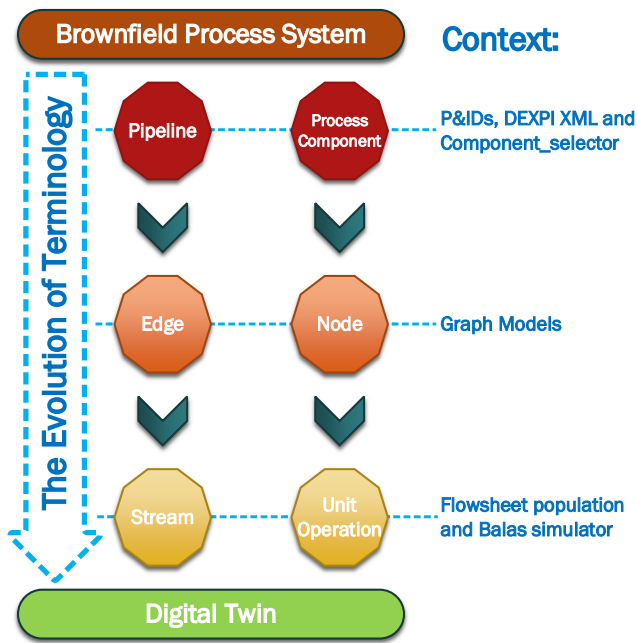 Brownfield Process System
Context:
The Evolution of Terminology
Pipeline
Process
Component
P&IDs, DEXPI XML and
Component_selector
Edge
Node
Graph Models
Stream
Unit
Operation
Flowsheet population
and Balas simulator
Digital Twin